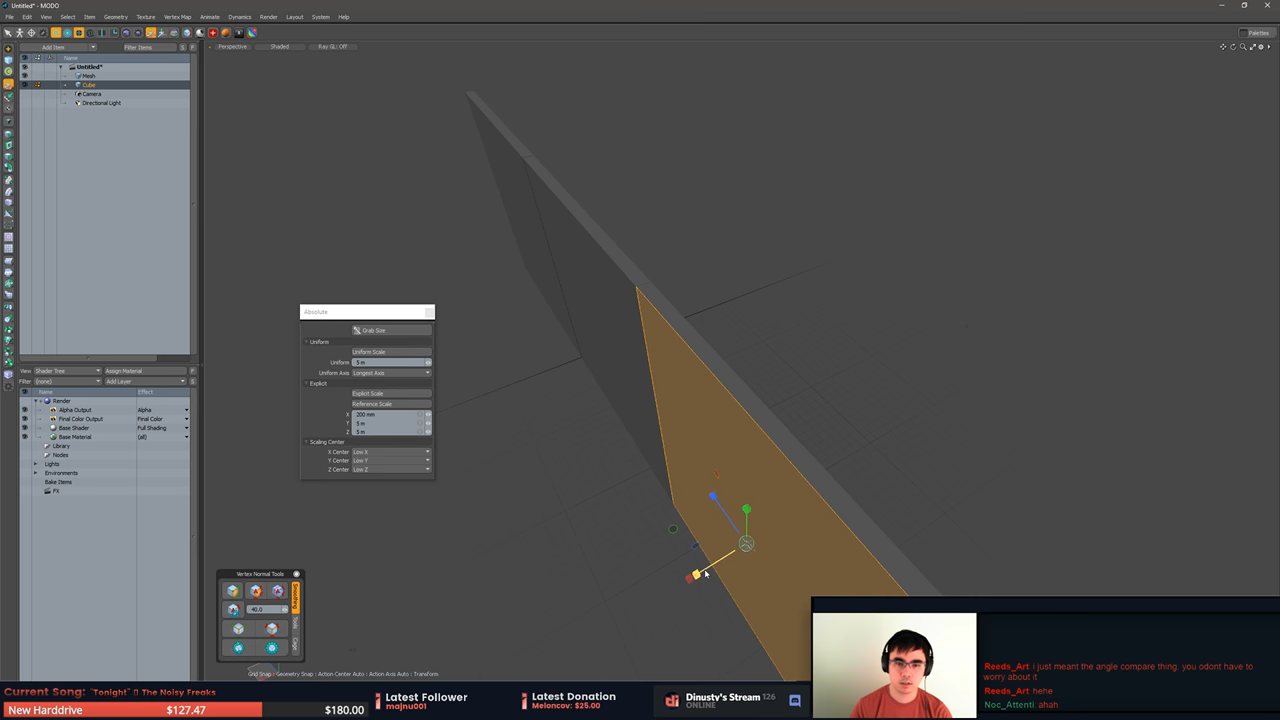 Untitled* - MODO
File Edit View Select Item Geometry Texture Vertex Map Animate Dynamics Render Layout System Help
Palettes
Add Item Filter Items S F
Perspective Shaded Ray GL: Off
Name
Untitled*
Mesh
Cube
Camera
Directional Light
Absolute
Grab Size
Uniform
Uniform Scale
Uniform 5 m
Uniform Axis Longest Axis
Explicit
Explicit Scale
Reference Scale
X 200 mm
Y 5 m
Z 5 m
Scaling Center
X Center Low X
Y Center Low Y
Z Center Low Z
View Shader Tree Assign Material F
Filter (none) Add Layer S
Name Effect
Render
Alpha Output Alpha
Final Color Output Final Color
Base Shader Full Shading
Base Material (all)
Library
Nodes
Lights
Environments
Bake Items
FX
Vertex Normal Tools
Smoothing
Tools
40.0
Grid Snap : Geometry Snap : Action Center Auto : Action Axis Auto : Transform
Reeds_Art: i just meant the angle compare thing. you odont have to
worry about it
Reeds_Art: hehe
Noc_Attenti: ahah
Current Song: "Tonight" The Noisy Freaks
New Harddrive $127.47 $180.00
Latest Follower
majnu001
Latest Donation
Meloncov: $25.00
Dinusty's Stream 126
ONLINE